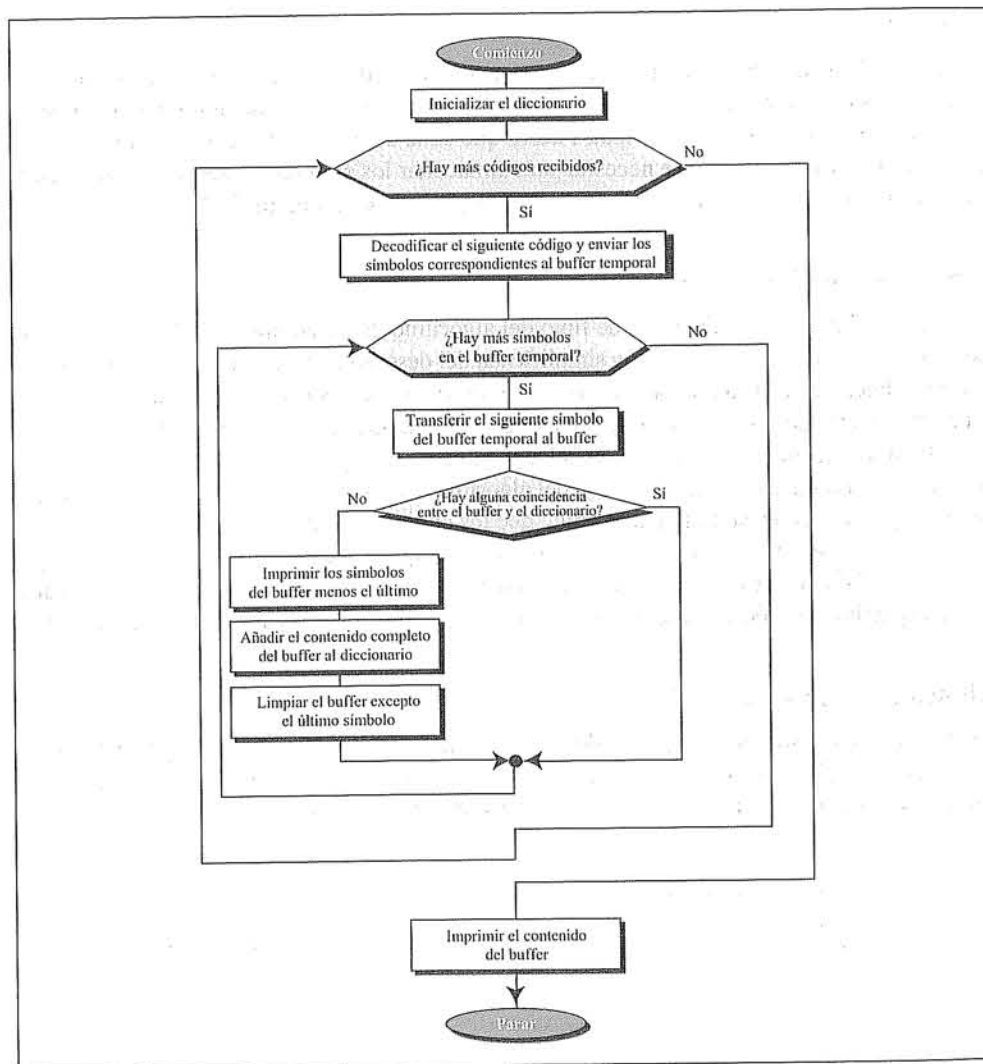 Comienzo
Inicializar el diccionario
¿Hay más códigos recibidos?
No
Sí
Decodificar el siguiente código y enviar los
símbolos correspondientes al buffer temporal
¿Hay más símbolos
en el buffer temporal?
No
Sí
Transferir el siguiente símbolo
del buffer temporal al buffer
¿Hay alguna coincidencia
entre el buffer y el diccionario?
No
Sí
Imprimir los símbolos
del buffer menos el último
Añadir el contenido completo
del buffer al diccionario
Limpiar el buffer excepto
el último símbolo
Imprimir el contenido
del buffer
Parar